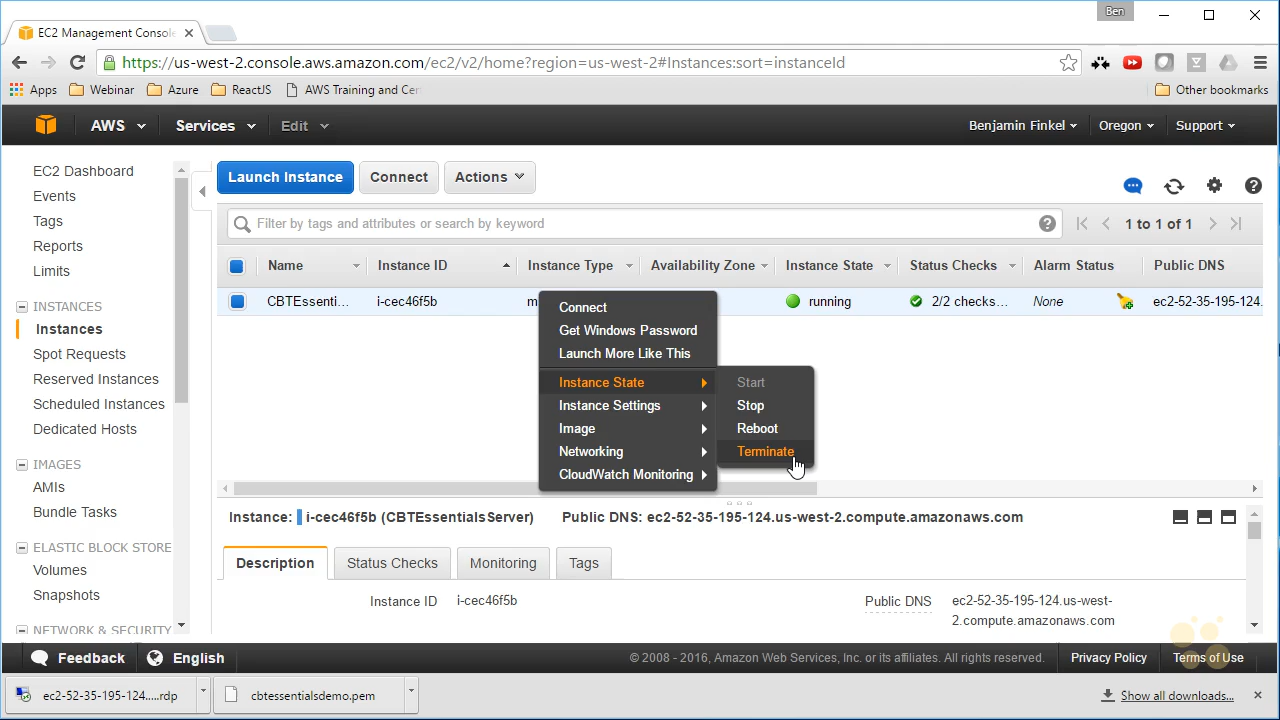 Ben
EC2 Management Console
https://us-west-2.console.aws.amazon.com/ec2/v2/home?region=us-west-2#Instances:sort=instanceId
Apps Webinar Azure ReactJS AWS Training and Cer Other bookmarks
AWS Services Edit Benjamin Finkel Oregon Support
EC2 Dashboard
Events
Tags
Reports
Limits
INSTANCES
Instances
Spot Requests
Reserved Instances
Scheduled Instances
Dedicated Hosts
IMAGES
AMIs
Bundle Tasks
ELASTIC BLOCK STORE
Volumes
Snapshots
NETWORK & SECURITY
Launch Instance Connect Actions
Filter by tags and attributes or search by keyword
1 to 1 of 1
Name Instance ID Instance Type Availability Zone Instance State Status Checks Alarm Status Public DNS
CBTEssenti... i-cec46f5b m running 2/2 checks... None ec2-52-35-195-124.
Connect
Get Windows Password
Launch More Like This
Instance State
Instance Settings
Image
Networking
CloudWatch Monitoring
Start
Stop
Reboot
Terminate
Instance: i-cec46f5b (CBTEssentialsServer) Public DNS: ec2-52-35-195-124.us-west-2.compute.amazonaws.com
Description Status Checks Monitoring Tags
Instance ID i-cec46f5b
Public DNS ec2-52-35-195-124.us-west-
2.compute.amazonaws.com
Feedback English © 2008 - 2016, Amazon Web Services, Inc. or its affiliates. All rights reserved. Privacy Policy Terms of Use
ec2-52-35-195-124.....rdp cbtessentialsdemo.pem Show all downloads...